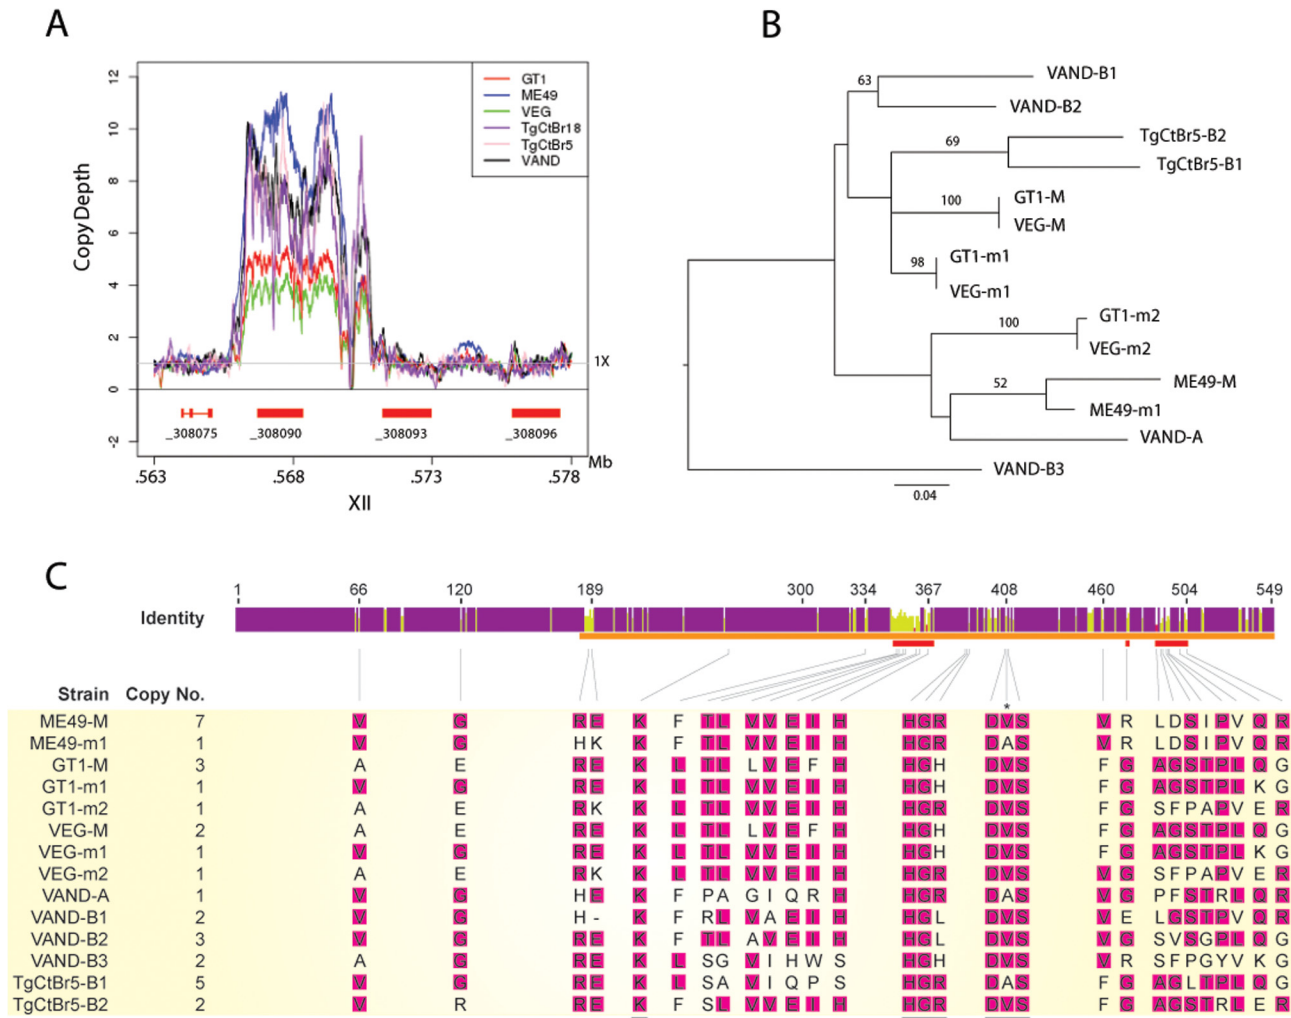 A
12
10
8
6
4
2
0
-2
Copy Depth
GT1
ME49
VEG
TgCtBr18
TgCtBr5
VAND
1X
_308075 _308090 _308093 _308096
Mb
.563 .568 .573 .578
XII
B
63
VAND-B1
VAND-B2
69
TgCtBr5-B2
TgCtBr5-B1
100
GT1-M
VEG-M
98
GT1-m1
VEG-m1
100
GT1-m2
VEG-m2
52
ME49-M
ME49-m1
VAND-A
VAND-B3
0.04
C
1 66 120 189 300 334 367 408 460 504 549
Identity
Strain Copy No.
*
ME49-M 7 V G R E K F T L V V E I H H G R D V S V R L D S I P V Q R
ME49-m1 1 V G H K K F T L V V E I H H G R D A S V R L D S I P V Q R
GT1-M 3 A E R E K L T L L V E F H H G H D V S F G A G S T P L Q G
GT1-m1 1 V G R E K L T L V V E I H H G H D V S F G A G S T P L K G
GT1-m2 1 A E R K K L T L V V E I H H G R D V S F G S F P A P V E R
VEG-M 2 A E R E K L T L L V E F H H G H D V S F G A G S T P L Q G
VEG-m1 1 V G R E K L T L V V E I H H G H D V S F G A G S T P L K G
VEG-m2 1 A E R K K L T L V V E I H H G R D V S V G S F P A P V E R
VAND-A 1 V G H E K F P A G I Q R H H G R D A S V G P F S T R L Q R
VAND-B1 2 V G H - K F R L V A E I H H G L D V S V E L G S T P V Q R
VAND-B2 3 V G R E K F T L A V E I H H G L D V S V G S V S G P L Q G
VAND-B3 2 A G R E K L S G V I H W S H G H D V S V R S F P G Y V K G
TgCtBr5-B1 5 V G R E K L S A V I Q P S H G H D A S F G A G L T P L Q G
TgCtBr5-B2 2 V R R E K F S L V V E I H H G R D V S F G A G S T R L E R